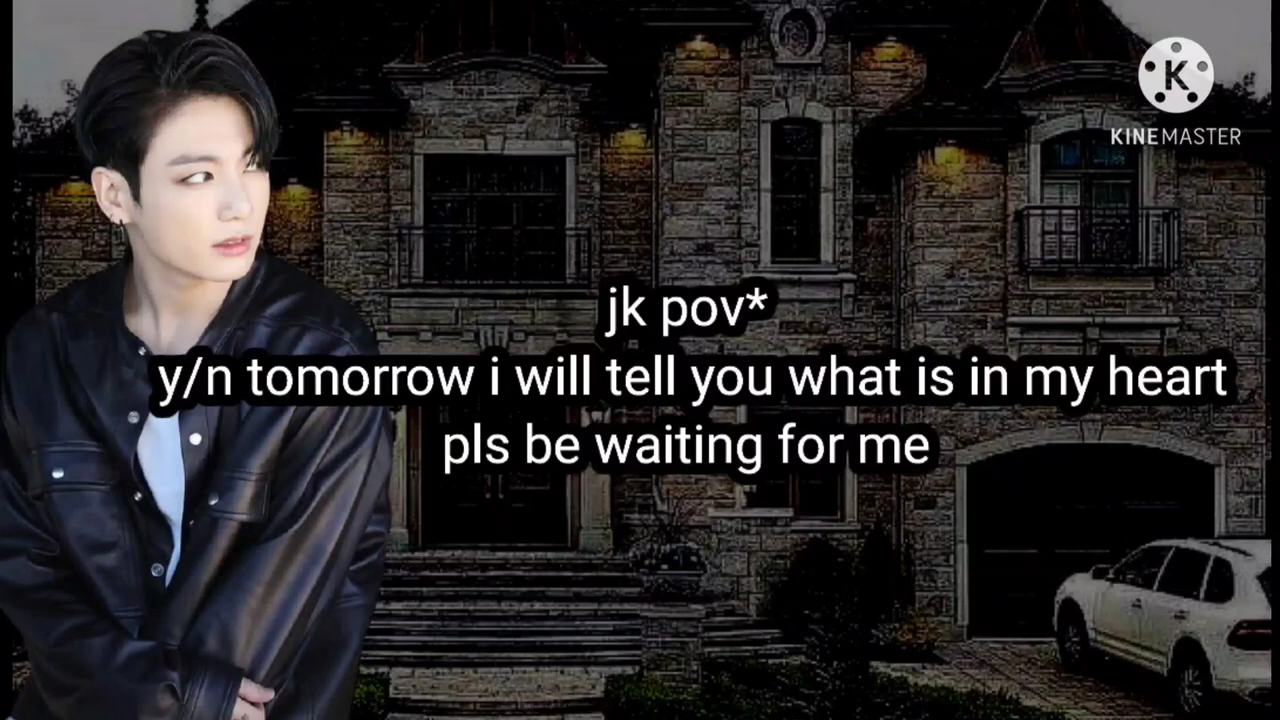 K
KINEMASTER
jk pov*
y/n tomorrow i will tell you what is in my heart
pls be waiting for me